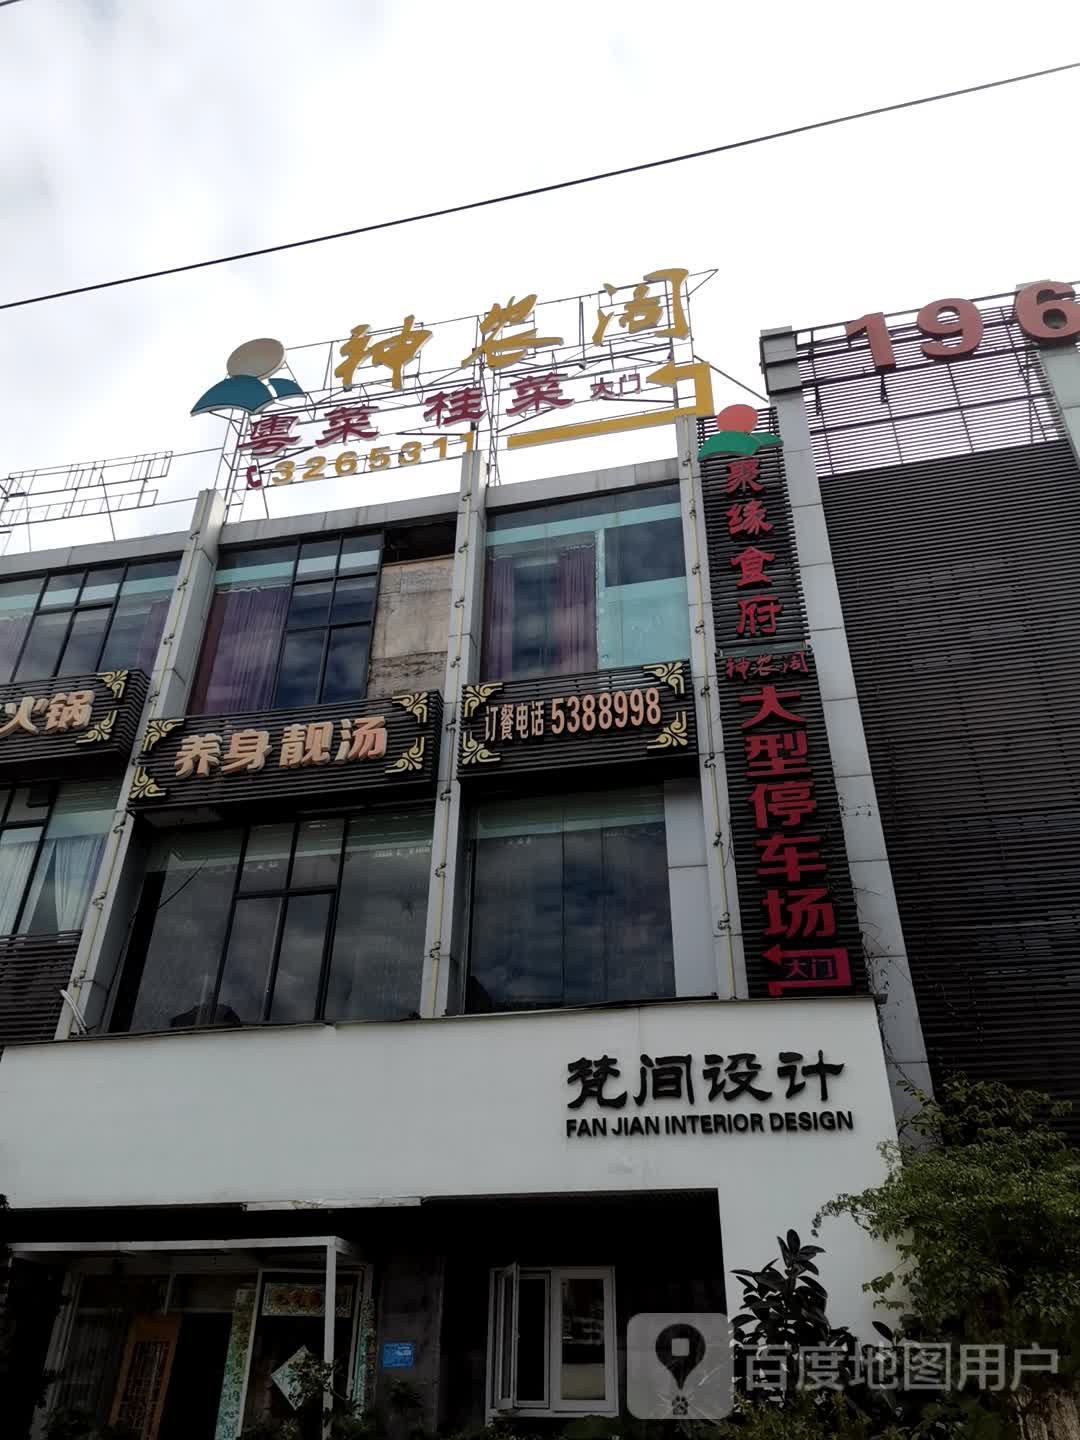 神农阁
粤菜 桂菜 大门
3265311
196
聚缘食府
神农阁
大型停车场
大门
火锅
养身靓汤
订餐电话 5388998
梵间设计
FAN JIAN INTERIOR DESIGN
百度地图用户